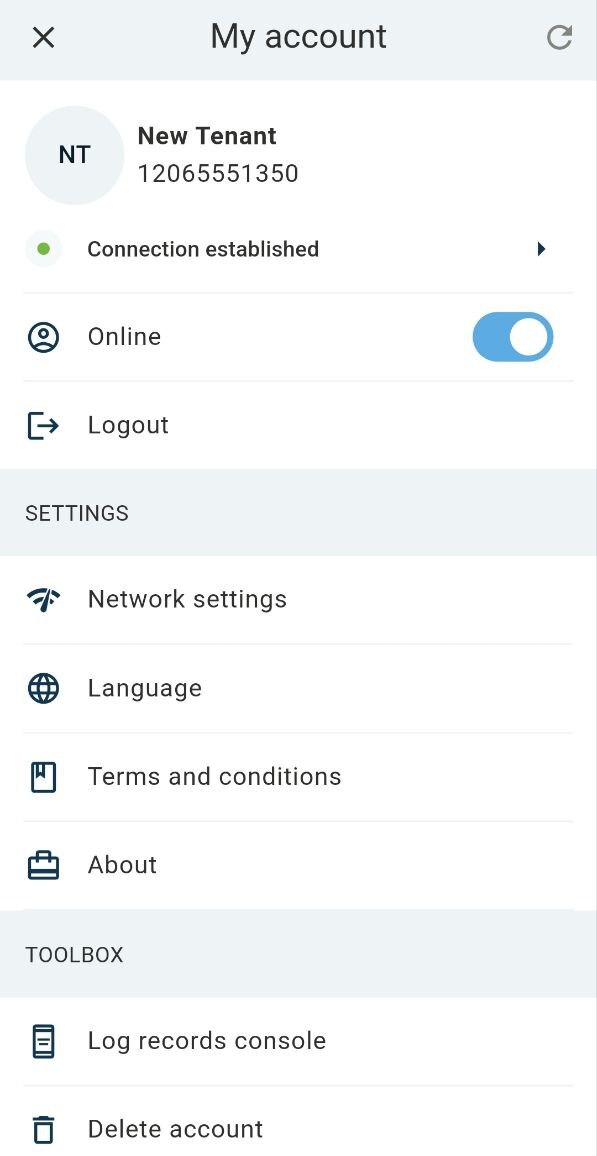 My account
NT
New Tenant
12065551350
Connection established
Online
Logout
SETTINGS
Network settings
Language
Terms and conditions
About
TOOLBOX
Log records console
Delete account